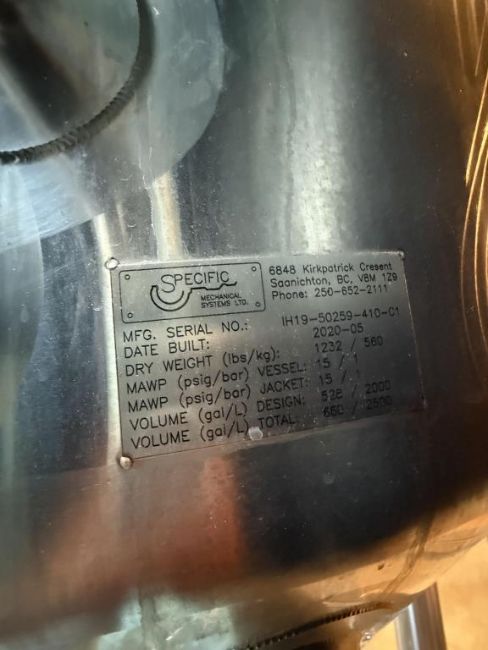 SPECIFIC
MECHANICAL
SYSTEMS LTD.
6848 Kirkpatrick Cresent
Saanichton, BC, V8M 1Z9
Phone: 250-652-2111
MFG. SERIAL NO.: IH19-50259-410-C1
DATE BUILT: 2020-05
DRY WEIGHT (lbs/kg): 1232 / 560
MAWP (psig/bar) VESSEL: 15 / 1
MAWP (psig/bar) JACKET: 15 / 1
VOLUME (gal/L) DESIGN: 528 / 2000
VOLUME (gal/L) TOTAL: 660 / 2500